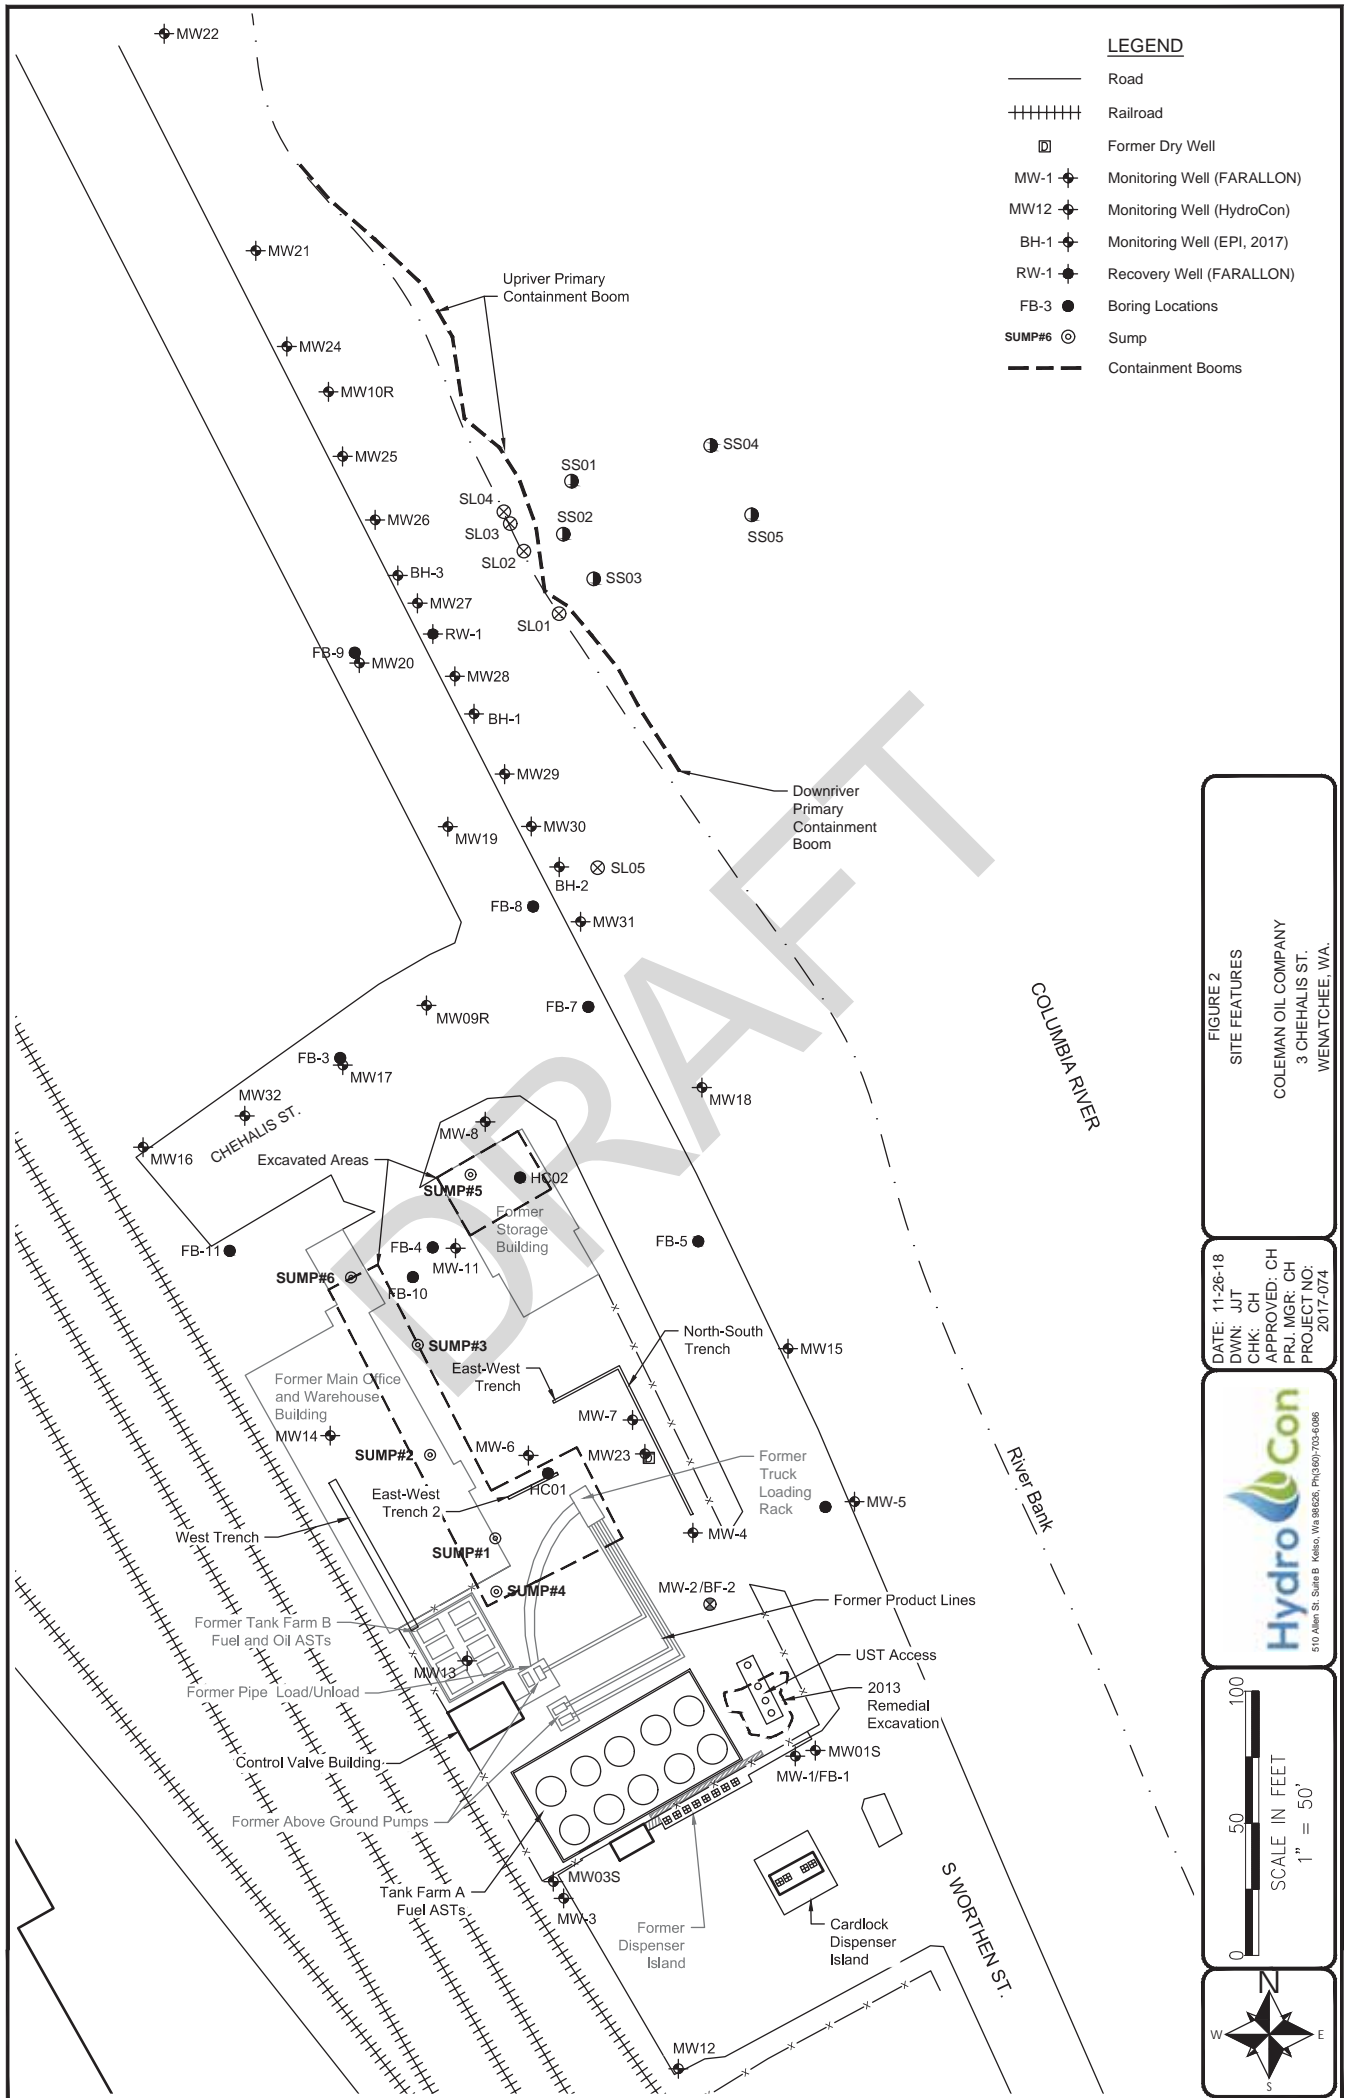 MW22
LEGEND
Road
Railroad
D
Former Dry Well
MW-1
Monitoring Well (FARALLON)
MW12
Monitoring Well (HydroCon)
BH-1
Monitoring Well (EPI, 2017)
RW-1
Recovery Well (FARALLON)
FB-3
Boring Locations
SUMP#6
Sump
Containment Booms
MW21
Upriver Primary
Containment Boom
MW24
MW10R
MW25
MW26
SS04
SS01
SL04
SS02
SL03
SS05
SL02
BH-3
SS03
MW27
SL01
RW-1
FB-9
MW20
MW28
BH-1
MW29
Downriver
Primary
Containment
Boom
MW19
MW30
BH-2
SL05
FB-8
MW31
DRAFT
MW09R
FB-7
COLUMBIA RIVER
FB-3
MW17
MW18
MW32
CHEHALIS ST.
MW16
MW-8
Excavated Areas
SUMP#5
HC02
Former
Storage
Building
FB-11
FB-4
MW-11
FB-5
SUMP#6
FB-10
SUMP#3
North-South
Trench
MW15
East-West
Trench
Former Main Office
and Warehouse
Building
MW14
MW-7
SUMP#2
MW-6
MW23
D
HC01
Former
Truck
Loading
Rack
East-West
Trench 2
MW-5
River Bank
West Trench
SUMP#1
MW-4
SUMP#4
MW-2/BF-2
Former Product Lines
Former Tank Farm B
Fuel and Oil ASTs
MW13
UST Access
Former Pipe Load/Unload
2013
Remedial
Excavation
Control Valve Building
MW01S
MW-1/FB-1
Former Above Ground Pumps
MW03S
MW-3
Tank Farm A
Fuel ASTs
Former
Dispenser
Island
Cardlock
Dispenser
Island
S WORTHEN ST.
MW12
FIGURE 2
SITE FEATURES
COLEMAN OIL COMPANY
3 CHEHALIS ST.
WENATCHEE, WA.
DATE: 11-26-18
DWN: JJT
CHK: CH
APPROVED: CH
PRJ. MGR: CH
PROJECT NO:
2017-074
HydroCon
510 Allen St. Suite B Kelso, Wa 98626, Ph(360)-703-6086
0 50 100
SCALE IN FEET
1" = 50'
N
W E
S